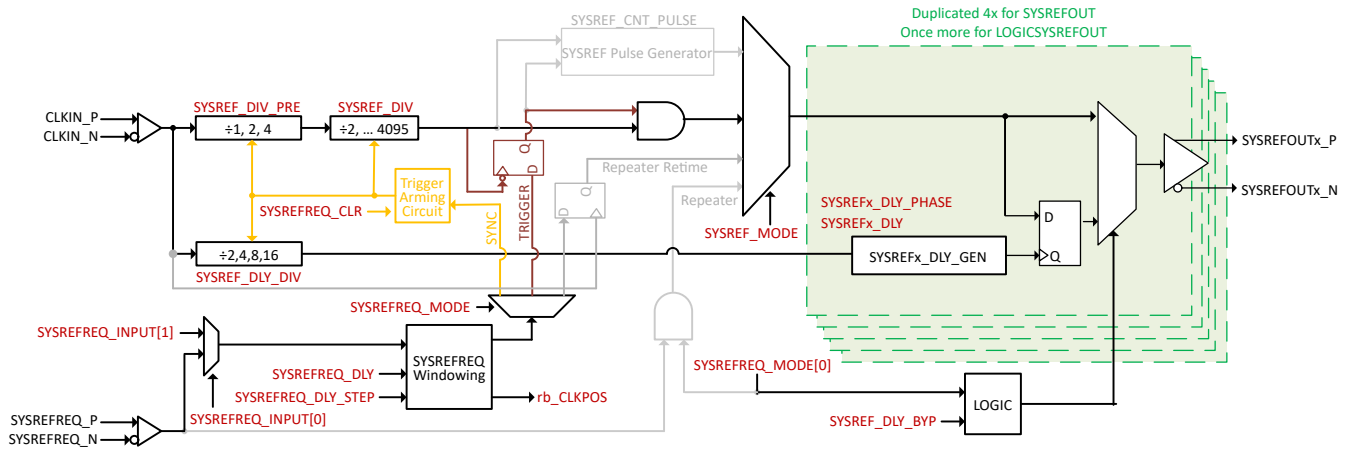 Duplicated 4x for SYSREFOUT
Once more for LOGICSYSREFOUT
SYSREF_CNT_PULSE
SYSREF Pulse Generator
CLKIN_P
CLKIN_N
SYSREF_DIV_PRE
÷1, 2, 4
SYSREF_DIV
÷2, ... 4095
Q
D
TRIGGER
Trigger
Arming
Circuit
SYSREFREQ_CLR
SYNC
Q
D
Repeater Retime
Repeater
SYSREF_MODE
÷2,4,8,16
SYSREF_DLY_DIV
SYSREFx_DLY_PHASE
SYSREFx_DLY
SYSREFx_DLY_GEN
D
Q
SYSREFOUTx_P
SYSREFOUTx_N
SYSREFREQ_MODE
SYSREFREQ_INPUT[1]
SYSREFREQ
Windowing
SYSREFREQ_DLY
SYSREFREQ_DLY_STEP
rb_CLKPOS
SYSREFREQ_INPUT[0]
SYSREFREQ_P
SYSREFREQ_N
SYSREFREQ_MODE[0]
LOGIC
SYSREF_DLY_BYP